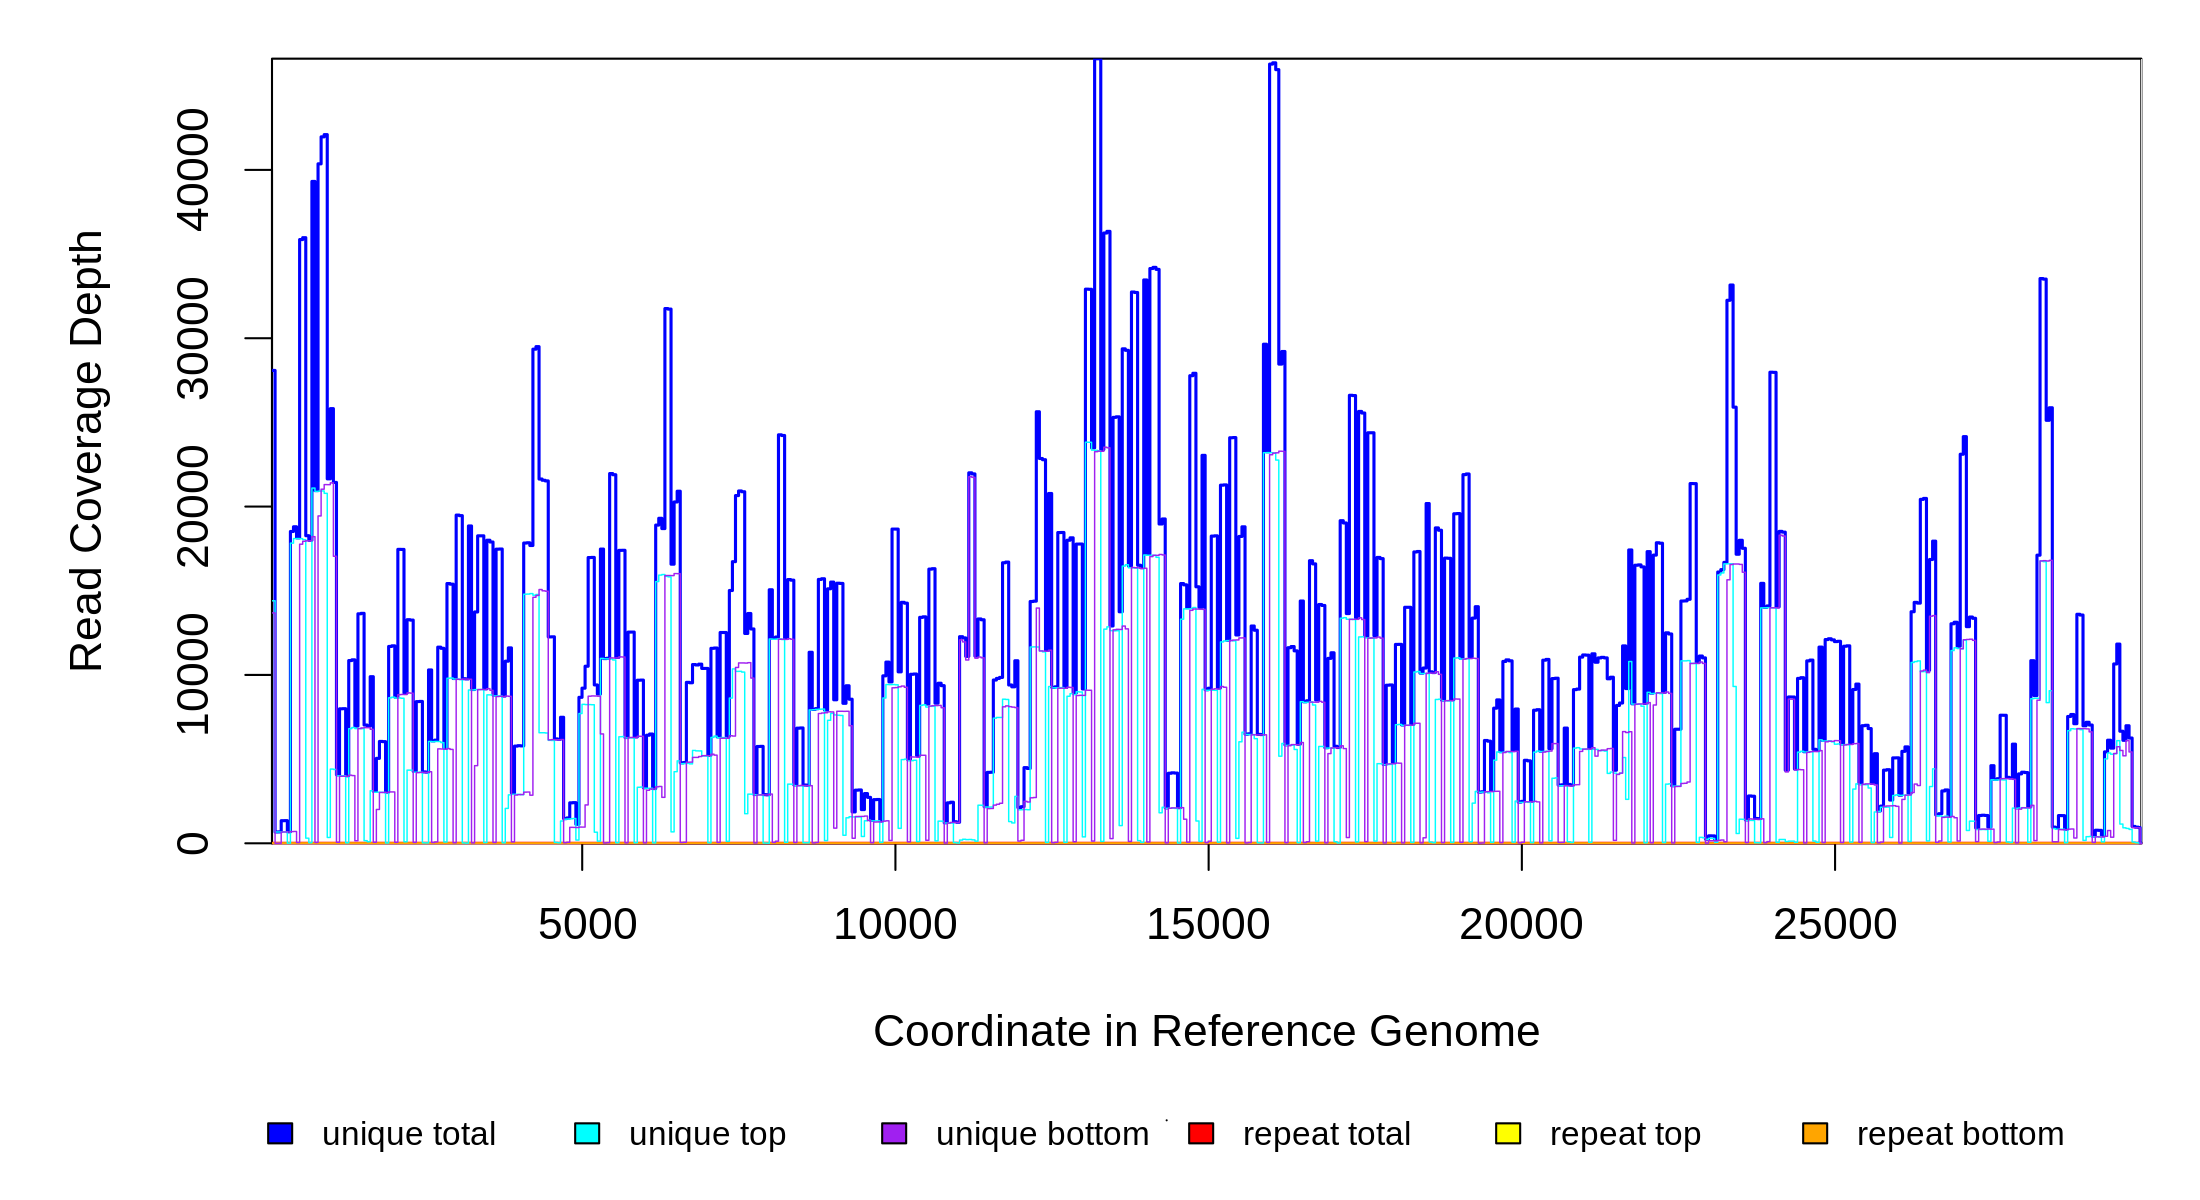 Read Coverage Depth
40000
30000
20000
10000
0
5000 10000 15000 20000 25000
Coordinate in Reference Genome
unique total unique top unique bottom repeat total repeat top repeat bottom